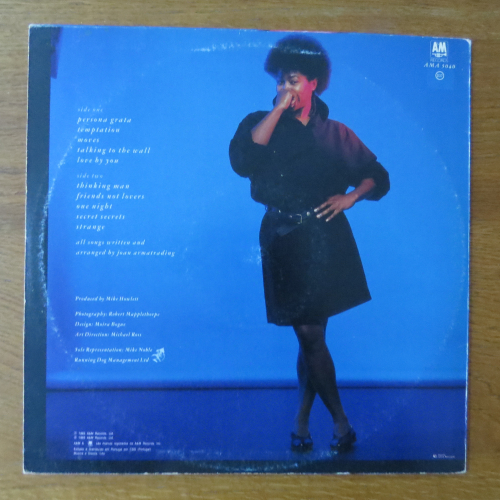 A&M
RECORDS
AMA 5040
side one
persona grata
temptation
moves
talking to the wall
love by you
side two
thinking man
friends not lovers
one night
secret secrets
strange
all songs written and
arranged by joan armatrading
Produced by Mike Howlett
Photography: Robert Mapplethorpe
Design: Moira Bogue
Art Direction: Michael Ross
Sole Representation: Mike Noble
Running Dog Management Ltd